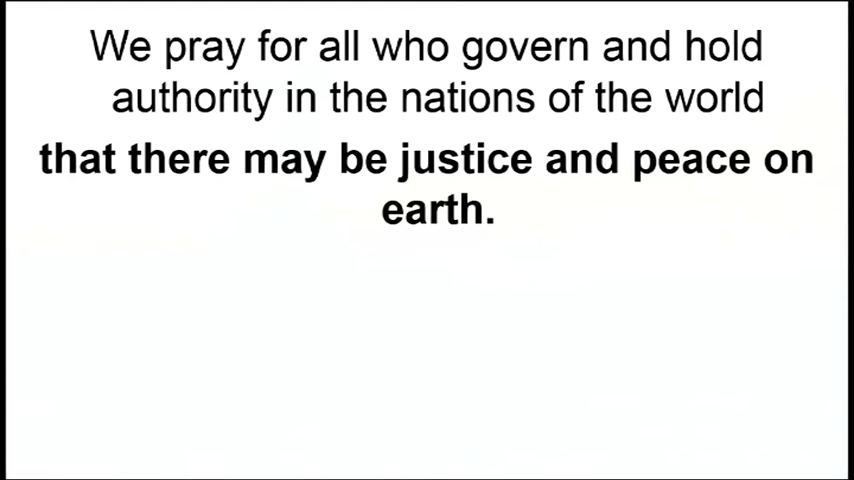 We pray for all who govern and hold
authority in the nations of the world
that there may be justice and peace on
earth.